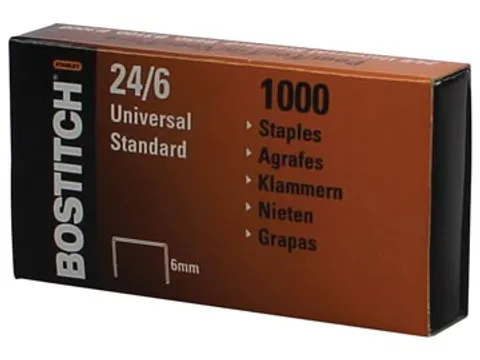 STANLEY
BOSTITCH
24/6
Universal
Standard
6mm
1000
Staples
Agrafes
Klammern
Nieten
Grapas